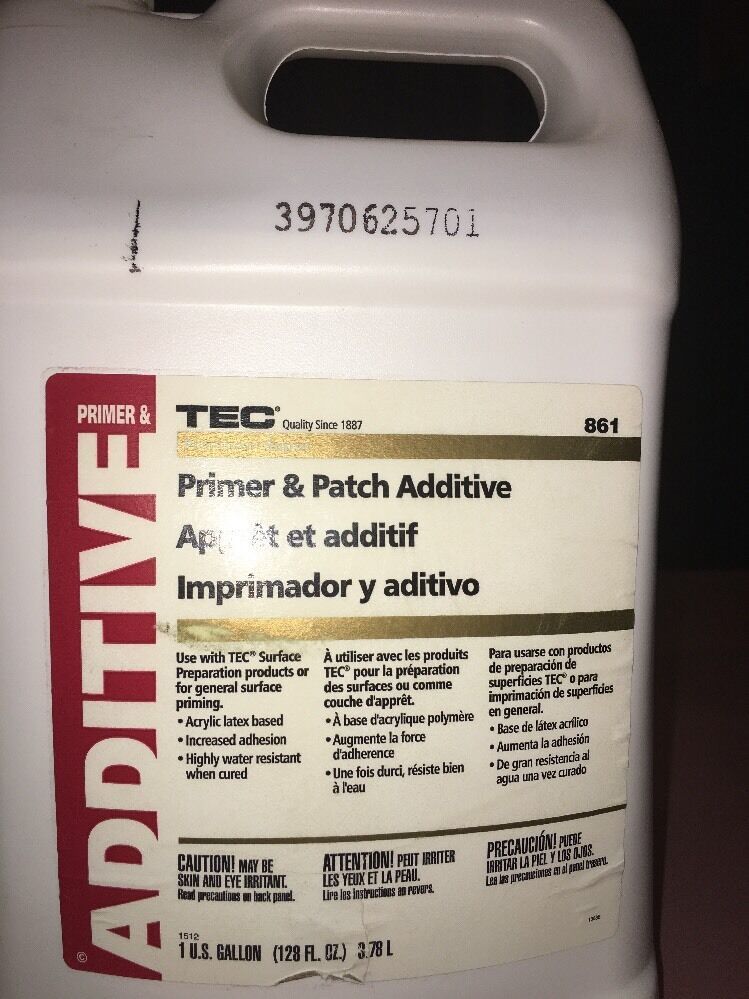 3970625701
PRIMER &
ADDITIVE
©
TEC® Quality Since 1887
861
Primer & Patch Additive
et additif
Imprimador y aditivo
Use with TEC® Surface
Preparation products or
for general surface
priming.
• Acrylic latex based
• Increased adhesion
• Highly water resistant
when cured
À utiliser avec les produits
TEC® pour la préparation
des surfaces ou comme
couche d'apprêt.
• À base d'acrylique polymère
• Augmente la force
d'adherence
• Une fois durci, résiste bien
à l'eau
Para usarse con productos
de preparación de
superficies TEC® o para
imprimación de superficies
en general.
• Base de látex acrílico
• Aumenta la adhesión
• De gran resistencia al
agua una vez curado
CAUTION! MAY BE
SKIN AND EYE IRRITANT.
Read precautions on back panel.
ATTENTION! PEUT IRRITER
LES YEUX ET LA PEAU.
Lire les instructions au revers.
PRECAUCIÓN! PUEDE
IRRITAR LA PIEL Y LOS OJOS.
Lea las precauciones en el panel trasero.
1512
1 U.S. GALLON (128 FL. OZ.) 3.78 L